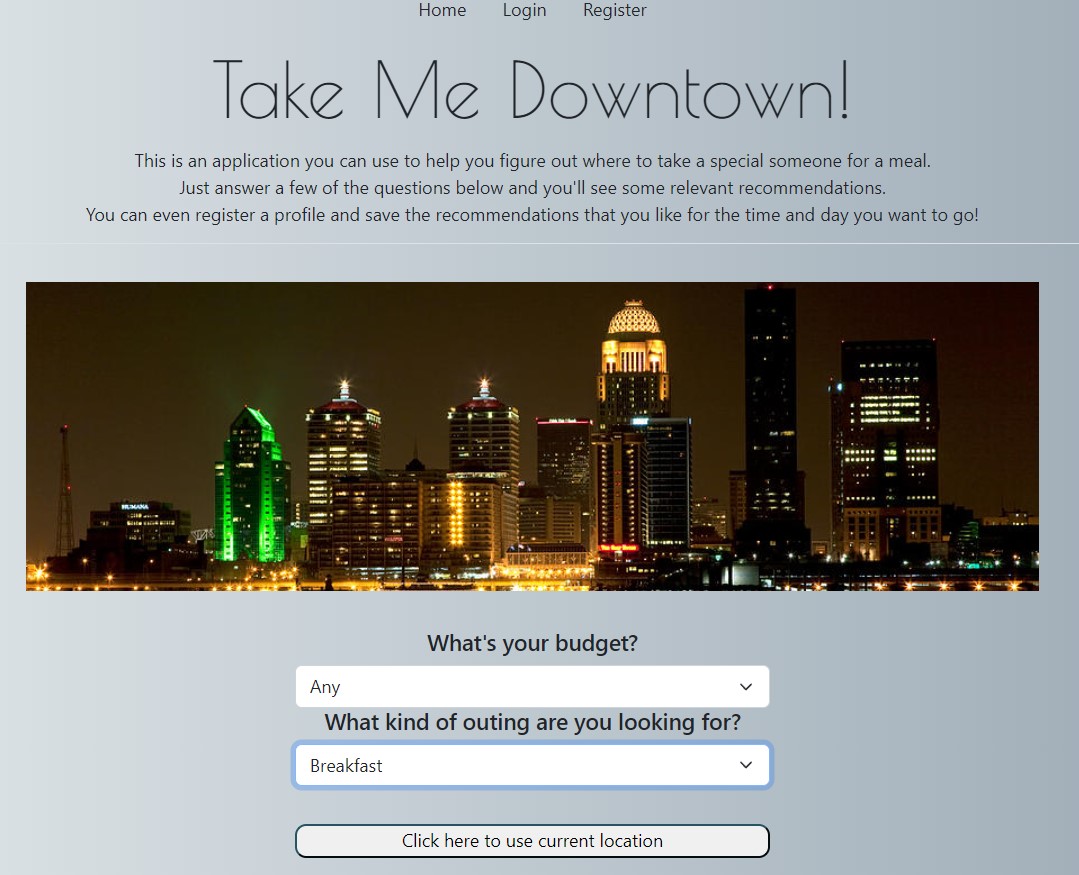 Home Login Register
Take Me Downtown!
This is an application you can use to help you figure out where to take a special someone for a meal.
Just answer a few of the questions below and you'll see some relevant recommendations.
You can even register a profile and save the recommendations that you like for the time and day you want to go!
HUMANA
What's your budget?
Any
What kind of outing are you looking for?
Breakfast
Click here to use current location